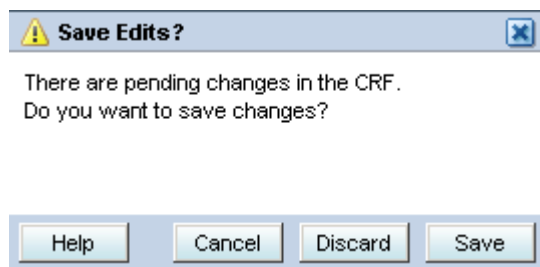 Save Edits?
There are pending changes in the CRF.
Do you want to save changes?
Help Cancel Discard Save